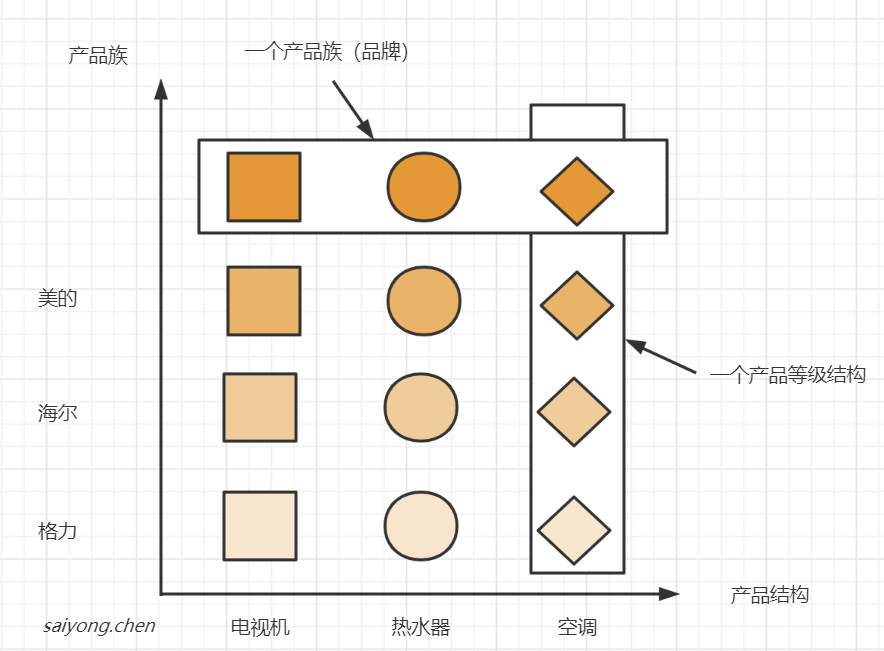 产品族
一个产品族（品牌）
美的
一个产品等级结构
海尔
格力
产品结构
saiyong.chen
电视机
热水器
空调